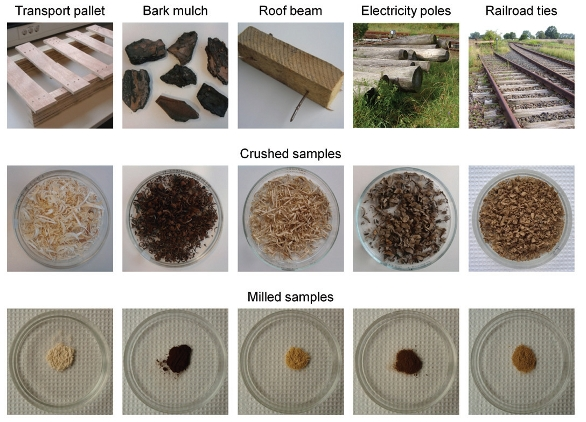 Transport pallet
Bark mulch
Roof beam
Electricity poles
Railroad ties
Crushed samples
Milled samples